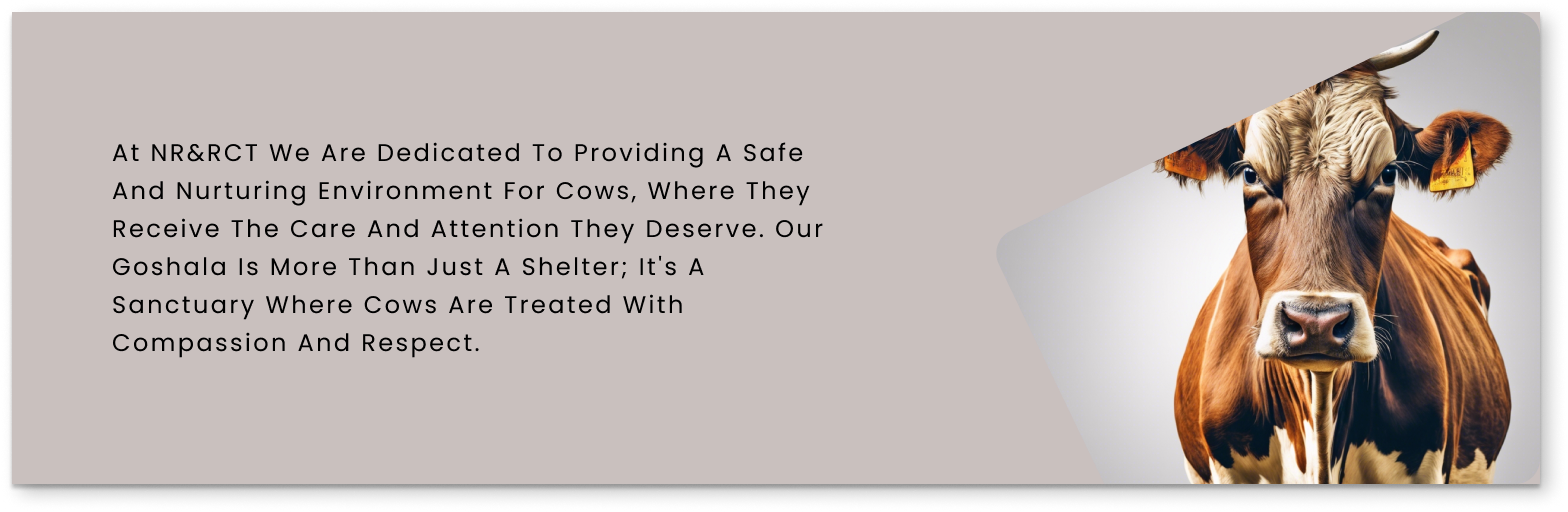 At NR&RCT We Are Dedicated To Providing A Safe
And Nurturing Environment For Cows, Where They
Receive The Care And Attention They Deserve. Our
Goshala Is More Than Just A Shelter; It's A
Sanctuary Where Cows Are Treated With
Compassion And Respect.